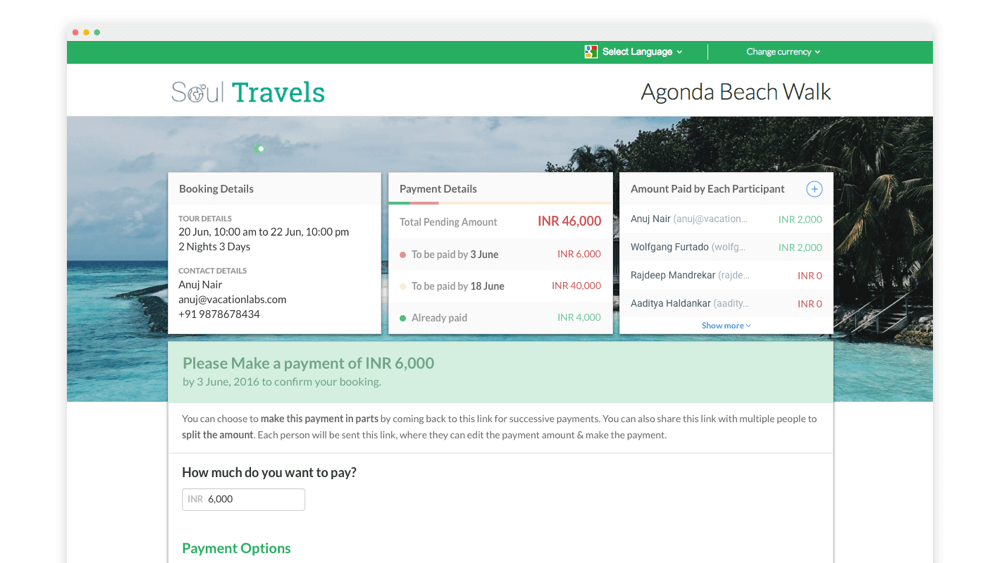 Select Language
Change currency
Soul Travels
Agonda Beach Walk
Booking Details
TOUR DETAILS
20 Jun, 10:00 am to 22 Jun, 10:00 pm
2 Nights 3 Days
CONTACT DETAILS
Anuj Nair
anuj@vacationlabs.com
+91 9878678434
Payment Details
Total Pending Amount INR 46,000
To be paid by 3 June INR 6,000
To be paid by 18 June INR 40,000
Already paid INR 4,000
Amount Paid by Each Participant
Anuj Nair (anuj@vacation... INR 2,000
Wolfgang Furtado (wolfg... INR 2,000
Rajdeep Mandrekar (rajde... INR 0
Aaditya Haldankar (aadity... INR 0
Show more
Please Make a payment of INR 6,000
by 3 June, 2016 to confirm your booking.
You can choose to make this payment in parts by coming back to this link for successive payments. You can also share this link with multiple people to
split the amount. Each person will be sent this link, where they can edit the payment amount & make the payment.
How much do you want to pay?
INR 6,000
Payment Options